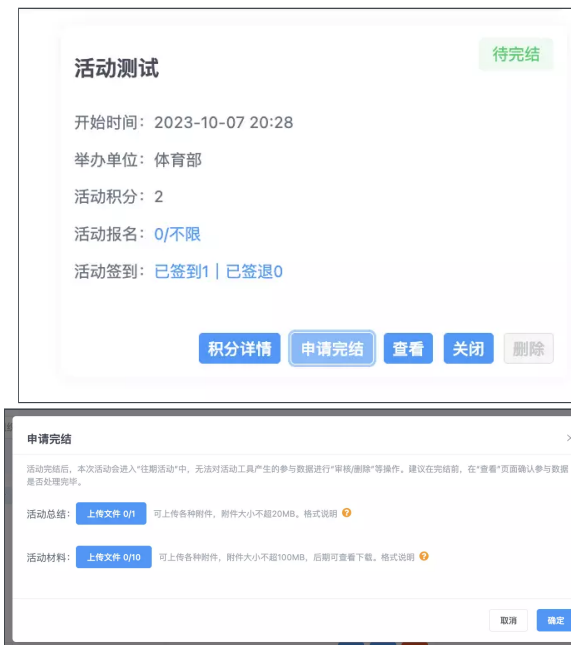 活动测试
待完结
开始时间：2023-10-07 20:28
举办单位：体育部
活动积分：2
活动报名：0/不限
活动签到：已签到1 | 已签退0
积分详情 申请完结 查看 关闭 删除
申请完结
活动完结后，本次活动会进入“往期活动”中，无法对活动工具产生的参与数据进行“审核/删除”等操作。建议在完结前，在“查看”页面确认参与数据
是否处理完毕。
活动总结： 上传文件 0/1 可上传各种附件，附件大小不超20MB。格式说明
活动材料： 上传文件 0/10 可上传各种附件，附件大小不超100MB，后期可查看下载。格式说明
取消 确定